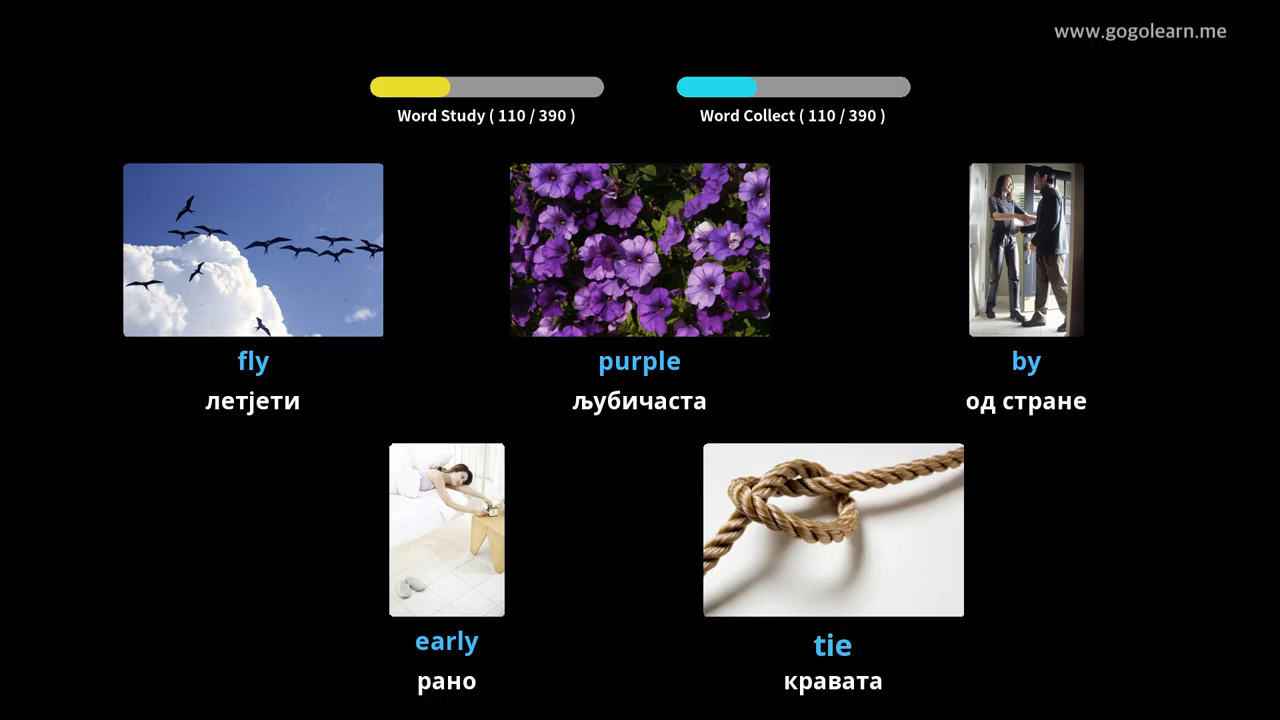 www.gogolearn.me
Word Study ( 110 / 390 )
Word Collect ( 110 / 390 )
fly
летјети
purple
љубичаста
by
од стране
early
рано
tie
кравата